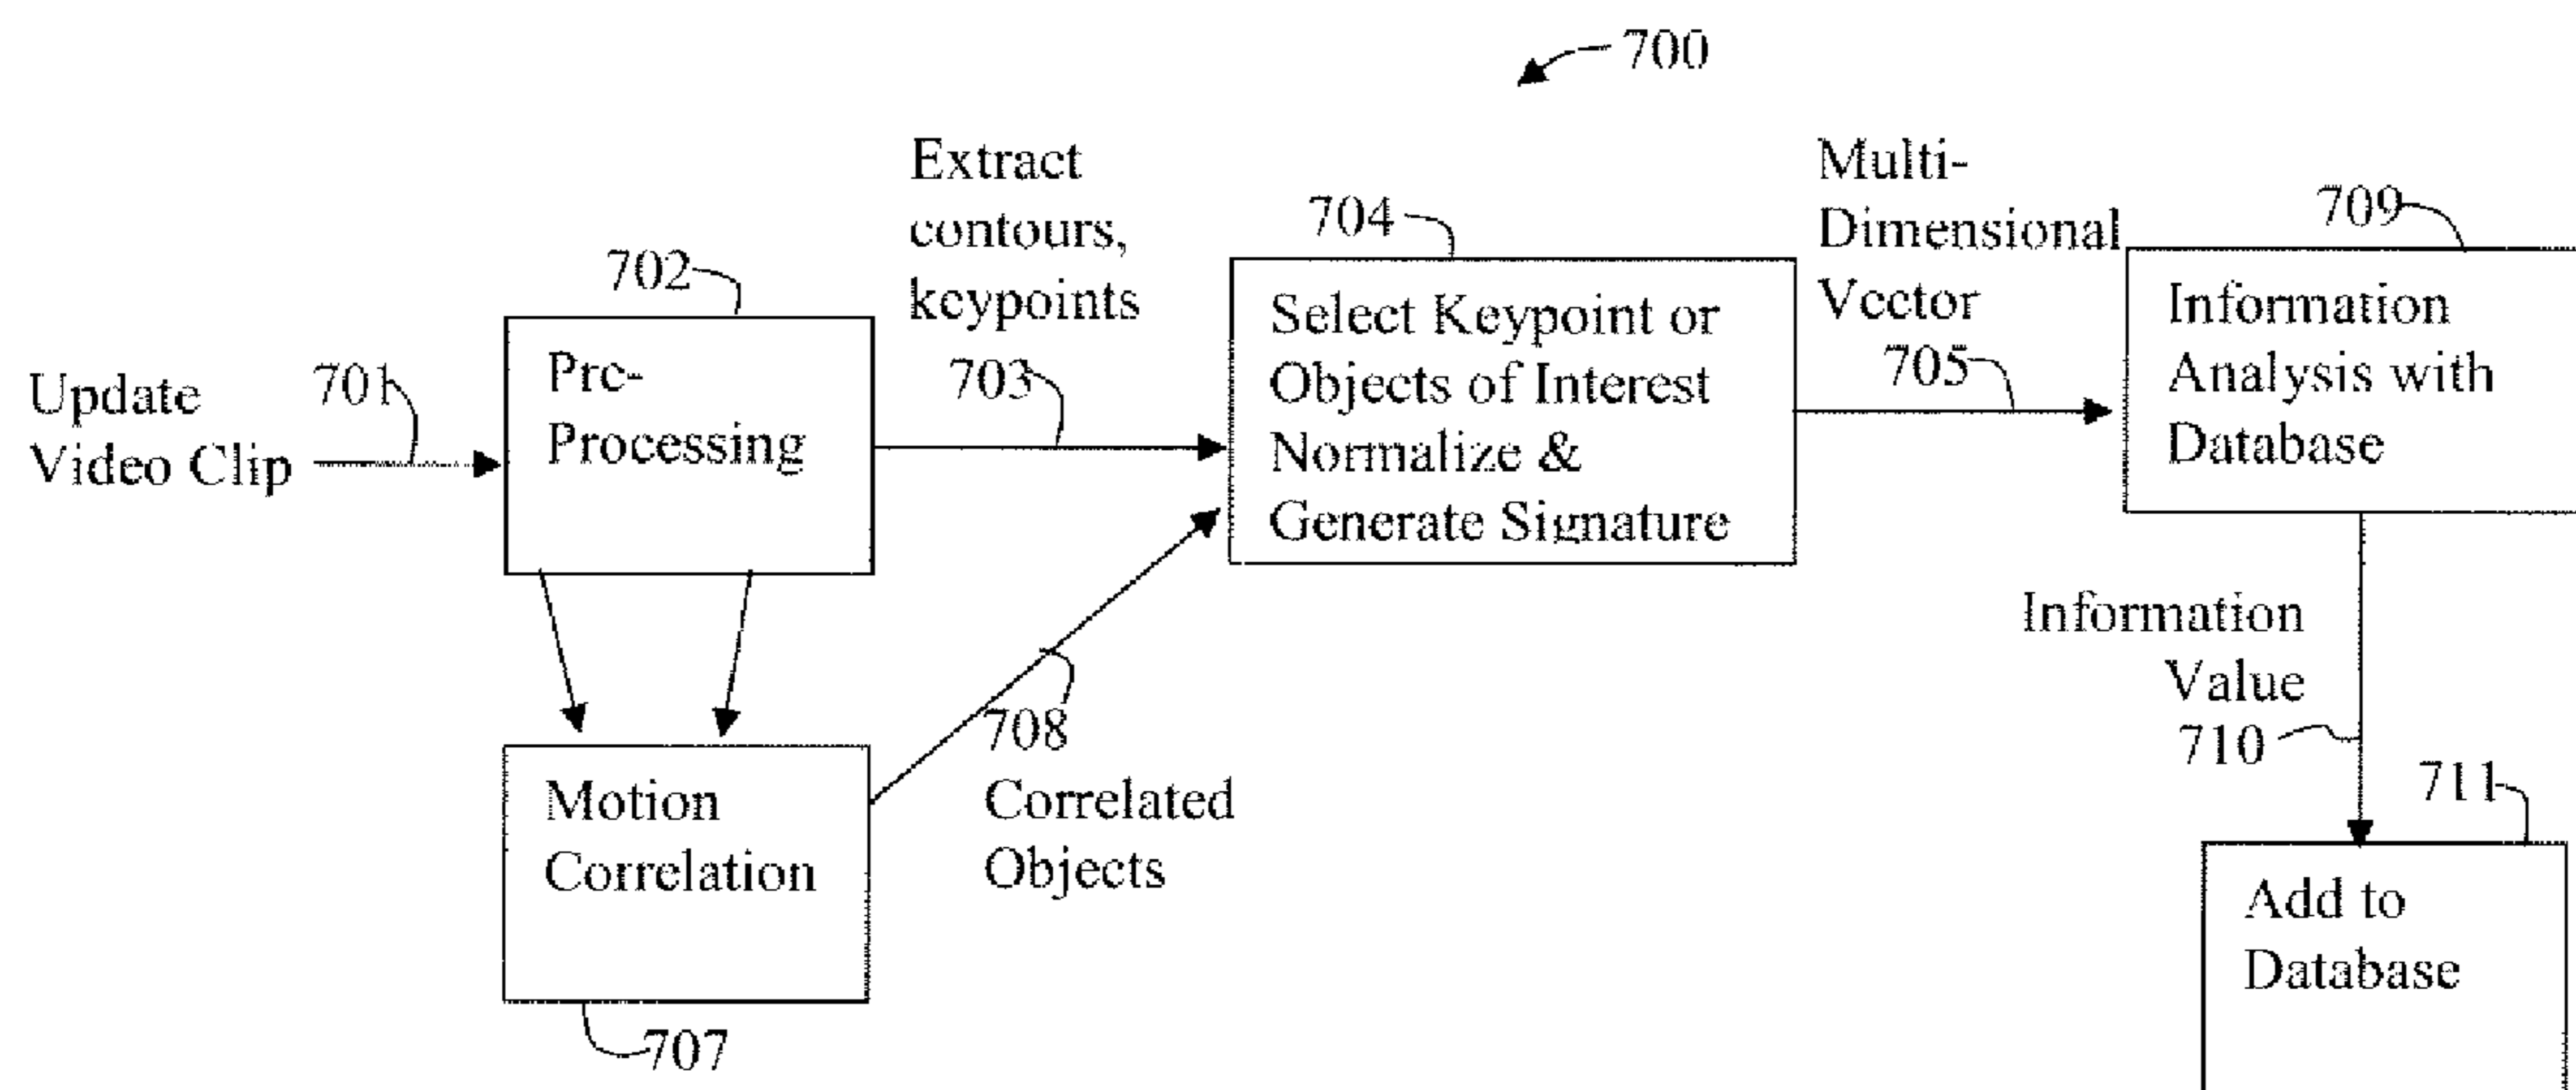 700
Extract
contours,
keypoints
703
Multi-
Dimensional
Vector
705
704
709
702
Update
Video Clip
701
Pre-
Processing
Select Keypoint or
Objects of Interest
Normalize &
Generate Signature
Information
Analysis with
Database
Information
Value
710
708
Correlated
Objects
Motion
Correlation
707
711
Add to
Database